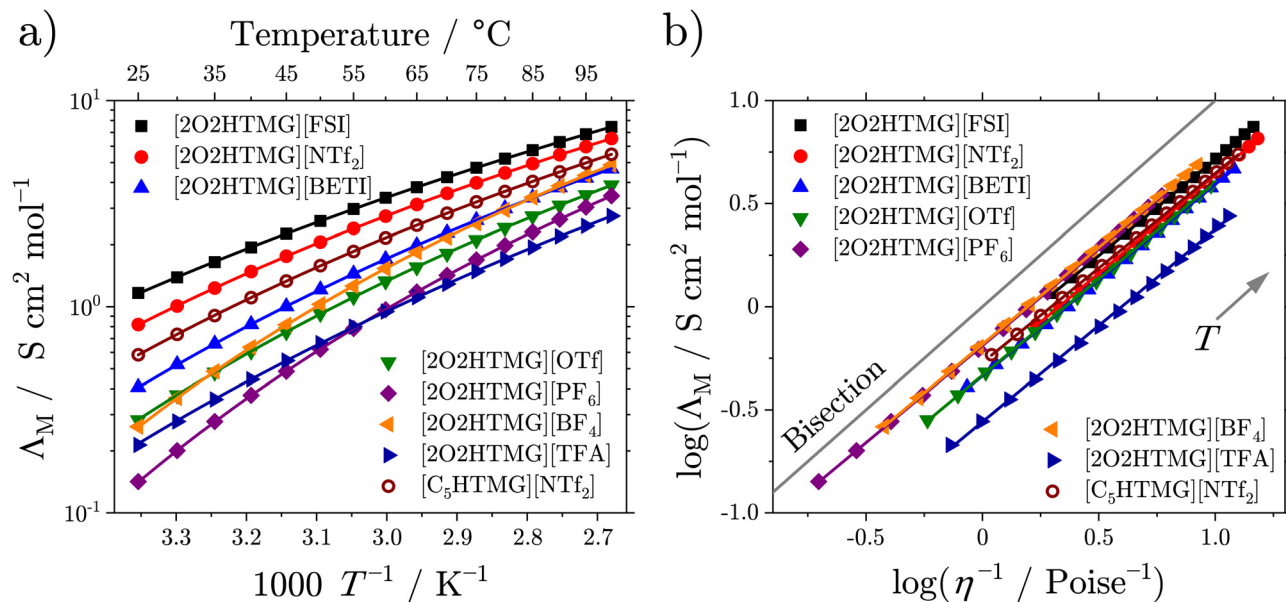 a)
Temperature / °C
25 35 45 55 65 75 85 95
10¹
10⁰
10⁻¹
Λ_M / S cm² mol⁻¹
[2O2HTMG][FSI]
[2O2HTMG][NTf₂]
[2O2HTMG][BETI]
[2O2HTMG][OTf]
[2O2HTMG][PF₆]
[2O2HTMG][BF₄]
[2O2HTMG][TFA]
[C₅HTMG][NTf₂]
3.3 3.2 3.1 3.0 2.9 2.8 2.7
1000 T⁻¹ / K⁻¹
b)
1.0
0.5
0
-0.5
-1.0
log(Λ_M / S cm² mol⁻¹)
[2O2HTMG][FSI]
[2O2HTMG][NTf₂]
[2O2HTMG][BETI]
[2O2HTMG][OTf]
[2O2HTMG][PF₆]
Bisection
T
[2O2HTMG][BF₄]
[2O2HTMG][TFA]
[C₅HTMG][NTf₂]
-0.5 0 0.5 1.0
log(η⁻¹ / Poise⁻¹)